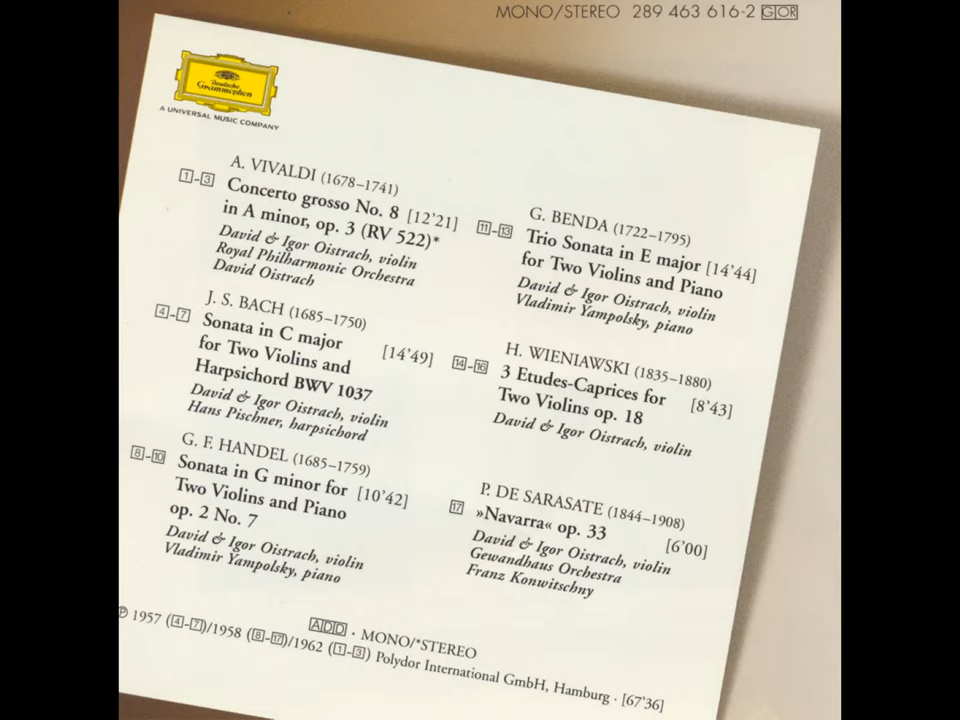 MONO/STEREO 289 463 616-2 GOR
Deutsche
Grammophon
A UNIVERSAL MUSIC COMPANY
A. VIVALDI (1678–1741)
1–3 Concerto grosso No. 8 [12'21]
in A minor, op. 3 (RV 522)*
David & Igor Oistrach, violin
Royal Philharmonic Orchestra
David Oistrach
J. S. BACH (1685–1750)
4–7 Sonata in C major
for Two Violins and [14'49]
Harpsichord BWV 1037
David & Igor Oistrach, violin
Hans Pischner, harpsichord
G. F. HANDEL (1685–1759)
8–10 Sonata in G minor for [10'42]
Two Violins and Piano
op. 2 No. 7
David & Igor Oistrach, violin
Vladimir Yampolsky, piano
G. BENDA (1722–1795)
11–13 Trio Sonata in E major [14'44]
for Two Violins and Piano
David & Igor Oistrach, violin
Vladimir Yampolsky, piano
H. WIENIAWSKI (1835–1880)
14–16 3 Etudes-Caprices for [8'43]
Two Violins op. 18
David & Igor Oistrach, violin
P. DE SARASATE (1844–1908)
17 »Navarra« op. 33 [6'00]
David & Igor Oistrach, violin
Gewandhaus Orchestra
Franz Konwitschny
ADD · MONO/*STEREO
℗ 1957 (4–7)/1958 (8–17)/1962 (1–3) Polydor International GmbH, Hamburg · [67'36]